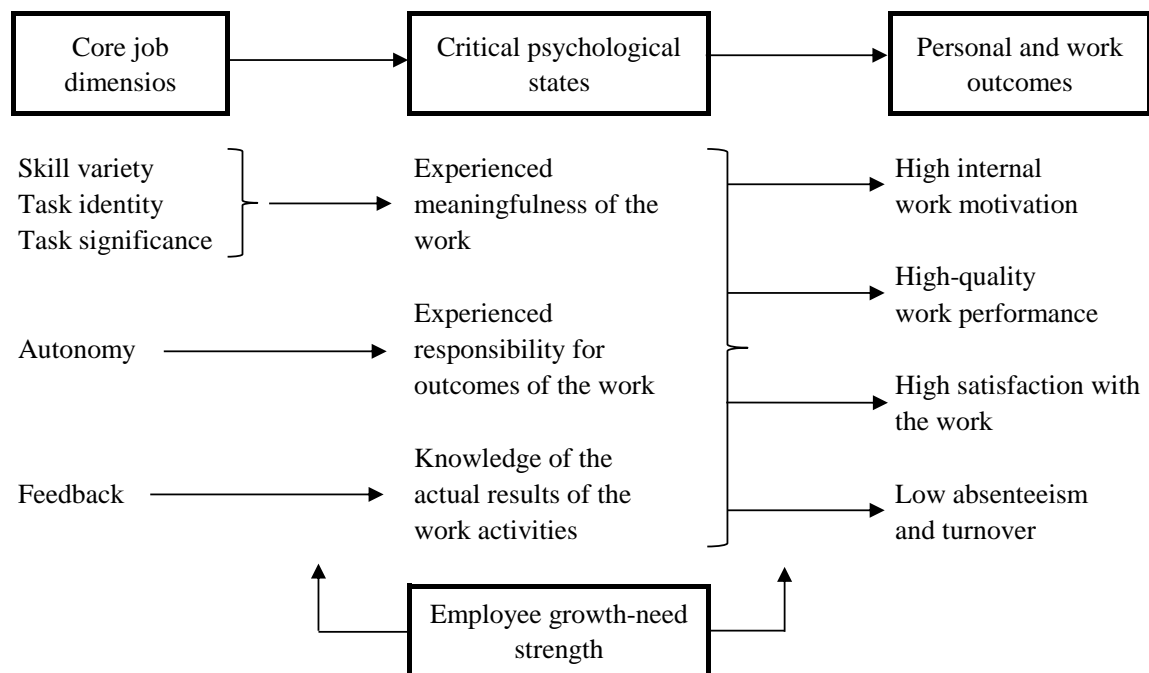 Core job
dimensios
Critical psychological
states
Personal and work
outcomes
Skill variety
Task identity
Task significance
Experienced
meaningfulness of the
work
High internal
work motivation
Autonomy
Experienced
responsibility for
outcomes of the work
High-quality
work performance
High satisfaction with
the work
Feedback
Knowledge of the
actual results of the
work activities
Low absenteeism
and turnover
Employee growth-need
strength